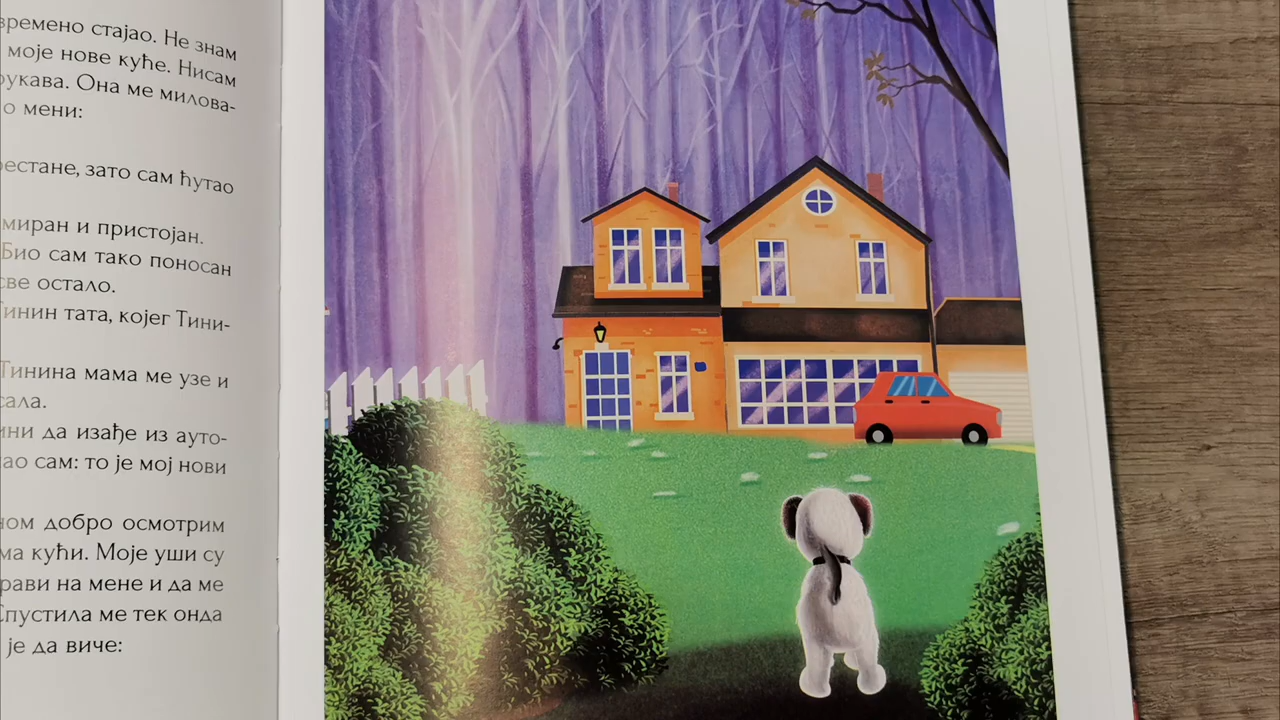 времено стајао. Не знам
моје нове куће. Нисам
рукава. Она ме милова-
о мени:
естане, зато сам ћутао
миран и пристојан.
Био сам тако поносан
све остало.
Тинин тата, којег Тини-
Тинина мама ме узе и
сала.
ини да изађе из ауто-
ао сам: то је мој нови
ном добро осмотрим
ма кући. Моје уши су
рави на мене и да ме
Спустила ме тек онда
је да виче: